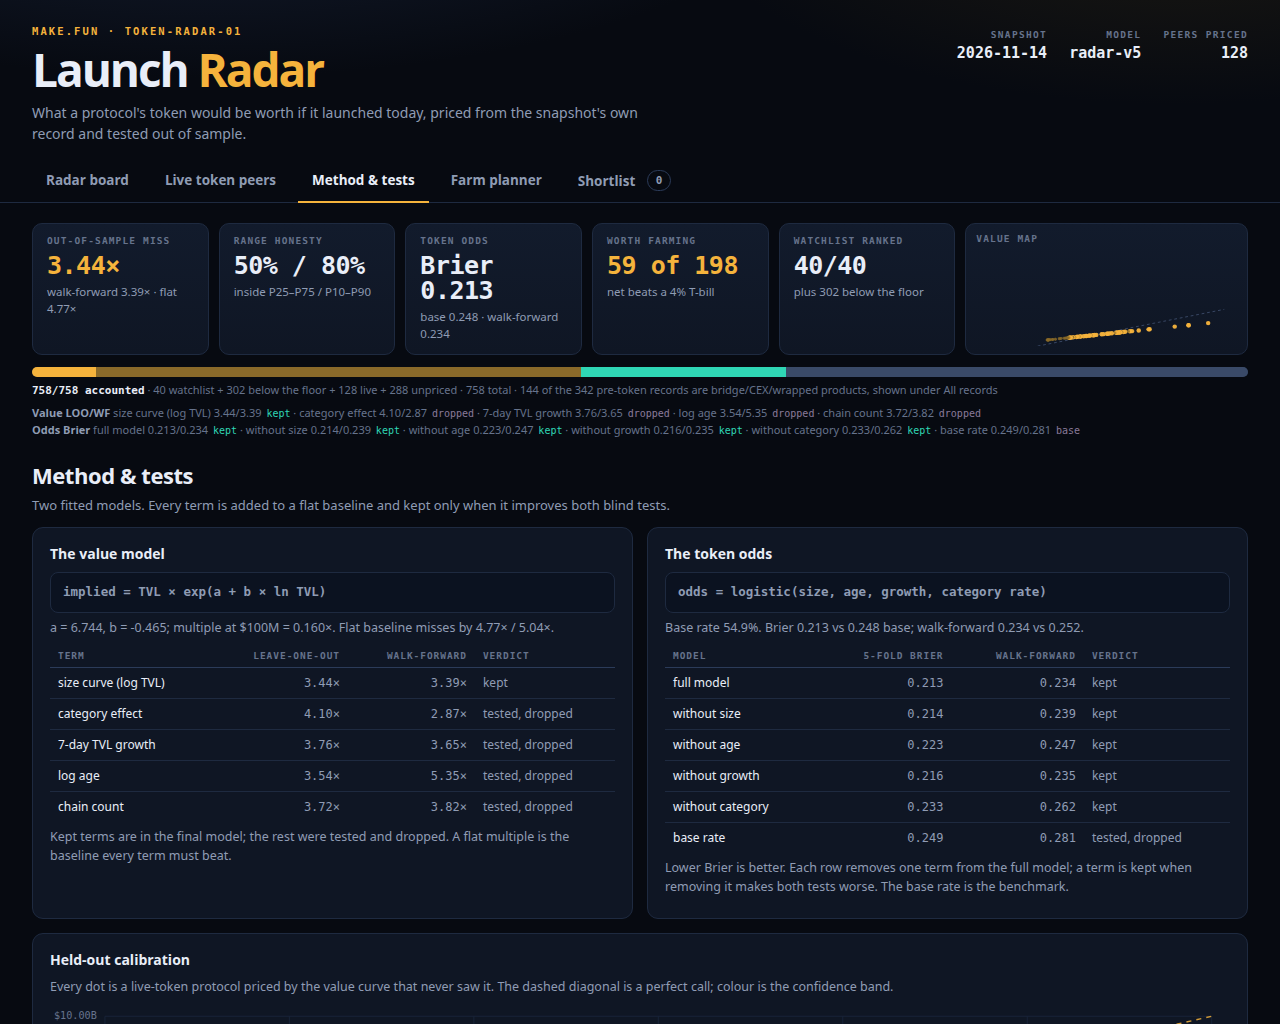 MAKE.FUN · TOKEN-RADAR-01
Launch Radar
What a protocol's token would be worth if it launched today, priced from the snapshot's own
record and tested out of sample.
SNAPSHOT
2026-11-14
MODEL
radar-v5
PEERS PRICED
128
Radar board
Live token peers
Method & tests
Farm planner
Shortlist 0
OUT-OF-SAMPLE MISS
3.44×
walk-forward 3.39× · flat
4.77×
RANGE HONESTY
50% / 80%
inside P25–P75 / P10–P90
TOKEN ODDS
Brier
0.213
base 0.248 · walk-forward
0.234
WORTH FARMING
59 of 198
net beats a 4% T-bill
WATCHLIST RANKED
40/40
plus 302 below the floor
VALUE MAP
758/758 accounted · 40 watchlist + 302 below the floor + 128 live + 288 unpriced · 758 total · 144 of the 342 pre-token records are bridge/CEX/wrapped products, shown under All records
Value LOO/WF size curve (log TVL) 3.44/3.39 kept · category effect 4.10/2.87 dropped · 7-day TVL growth 3.76/3.65 dropped · log age 3.54/5.35 dropped · chain count 3.72/3.82 dropped
Odds Brier full model 0.213/0.234 kept · without size 0.214/0.239 kept · without age 0.223/0.247 kept · without growth 0.216/0.235 kept · without category 0.233/0.262 kept · base rate 0.249/0.281 base
Method & tests
Two fitted models. Every term is added to a flat baseline and kept only when it improves both blind tests.
The value model
implied = TVL × exp(a + b × ln TVL)
a = 6.744, b = -0.465; multiple at $100M = 0.160×. Flat baseline misses by 4.77× / 5.04×.
TERM LEAVE-ONE-OUT WALK-FORWARD VERDICT
size curve (log TVL) 3.44× 3.39× kept
category effect 4.10× 2.87× tested, dropped
7-day TVL growth 3.76× 3.65× tested, dropped
log age 3.54× 5.35× tested, dropped
chain count 3.72× 3.82× tested, dropped
Kept terms are in the final model; the rest were tested and dropped. A flat multiple is the
baseline every term must beat.
The token odds
odds = logistic(size, age, growth, category rate)
Base rate 54.9%. Brier 0.213 vs 0.248 base; walk-forward 0.234 vs 0.252.
MODEL 5-FOLD BRIER WALK-FORWARD VERDICT
full model 0.213 0.234 kept
without size 0.214 0.239 kept
without age 0.223 0.247 kept
without growth 0.216 0.235 kept
without category 0.233 0.262 kept
base rate 0.249 0.281 tested, dropped
Lower Brier is better. Each row removes one term from the full model; a term is kept when
removing it makes both tests worse. The base rate is the benchmark.
Held-out calibration
Every dot is a live-token protocol priced by the value curve that never saw it. The dashed diagonal is a perfect call; colour is the confidence band.
$10.00B